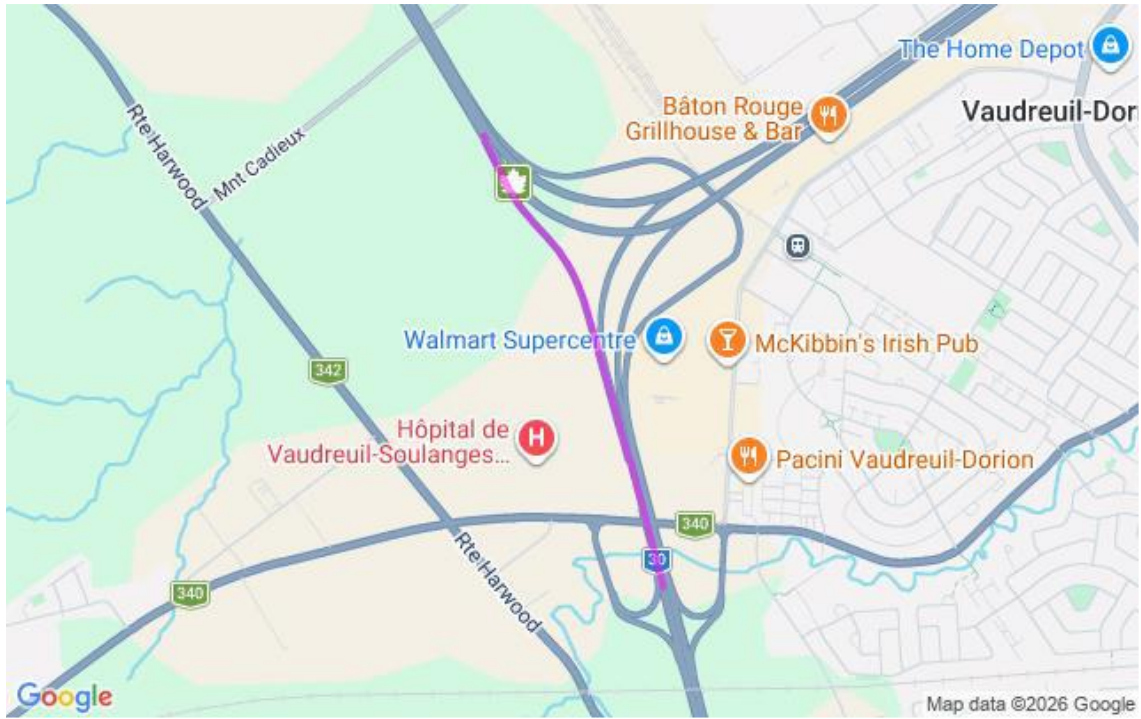 The Home Depot
Bâton Rouge
Grillhouse & Bar
Vaudreuil-Dor
Rte Harwood
Mnt Cadieux
Walmart Supercentre
McKibbin's Irish Pub
342
Hôpital de
Vaudreuil-Soulanges...
Pacini Vaudreuil-Dorion
340
30
Rte Harwood
340
Google
Map data ©2026 Google